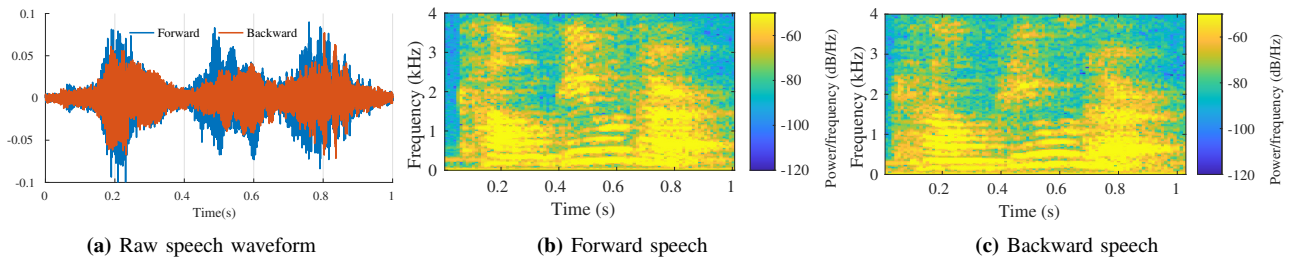 0.1
0.05
0
-0.05
-0.1
Forward
Backward
0 0.2 0.4 0.6 0.8 1
Time(s)
(a) Raw speech waveform
Frequency (kHz)
4
3
2
1
0
0.2 0.4 0.6 0.8 1
Time (s)
-60
-80
-100
-120
Power/frequency (dB/Hz)
(b) Forward speech
Frequency (kHz)
4
3
2
1
0
0.2 0.4 0.6 0.8 1
Time (s)
-60
-80
-100
-120
Power/frequency (dB/Hz)
(c) Backward speech